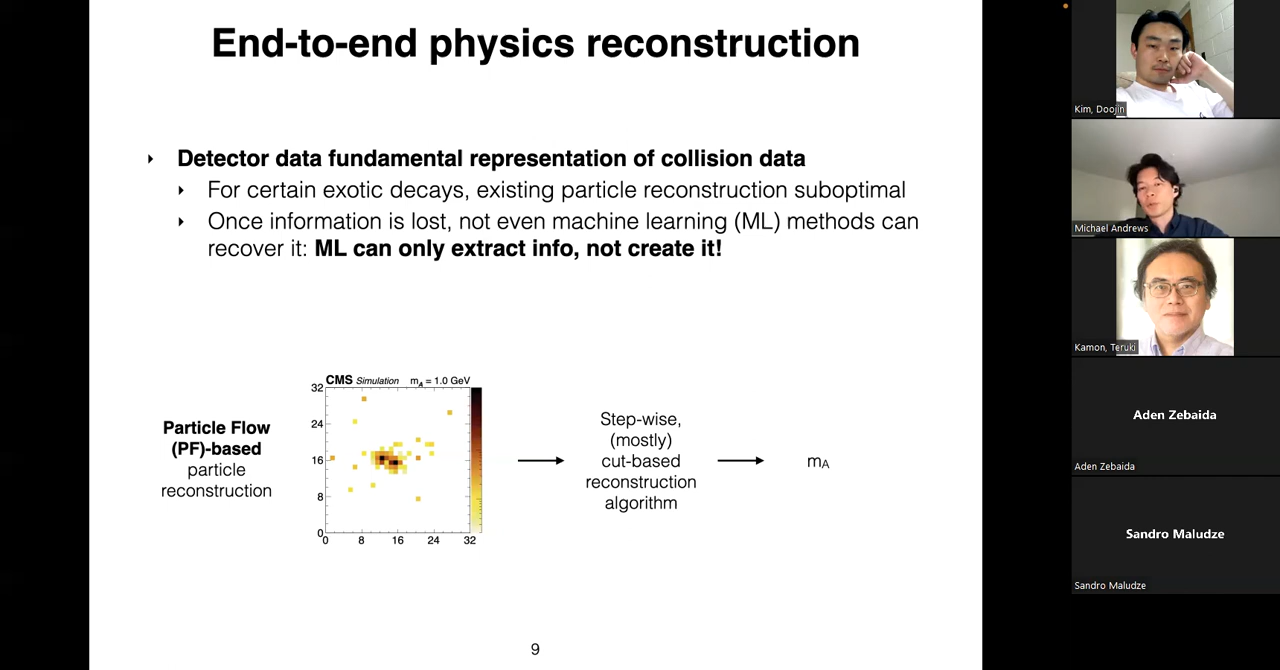 End-to-end physics reconstruction
‣ Detector data fundamental representation of collision data
‣ For certain exotic decays, existing particle reconstruction suboptimal
‣ Once information is lost, not even machine learning (ML) methods can
recover it: ML can only extract info, not create it!
Particle Flow
(PF)-based
particle
reconstruction
CMS Simulation mA = 1.0 GeV
32
24
16
8
0
0 8 16 24 32
Step-wise,
(mostly)
cut-based
reconstruction
algorithm
mA
9
Kim, Doojin
Michael Andrews
Kamon, Teruki
Aden Zebaida
Aden Zebaida
Sandro Maludze
Sandro Maludze